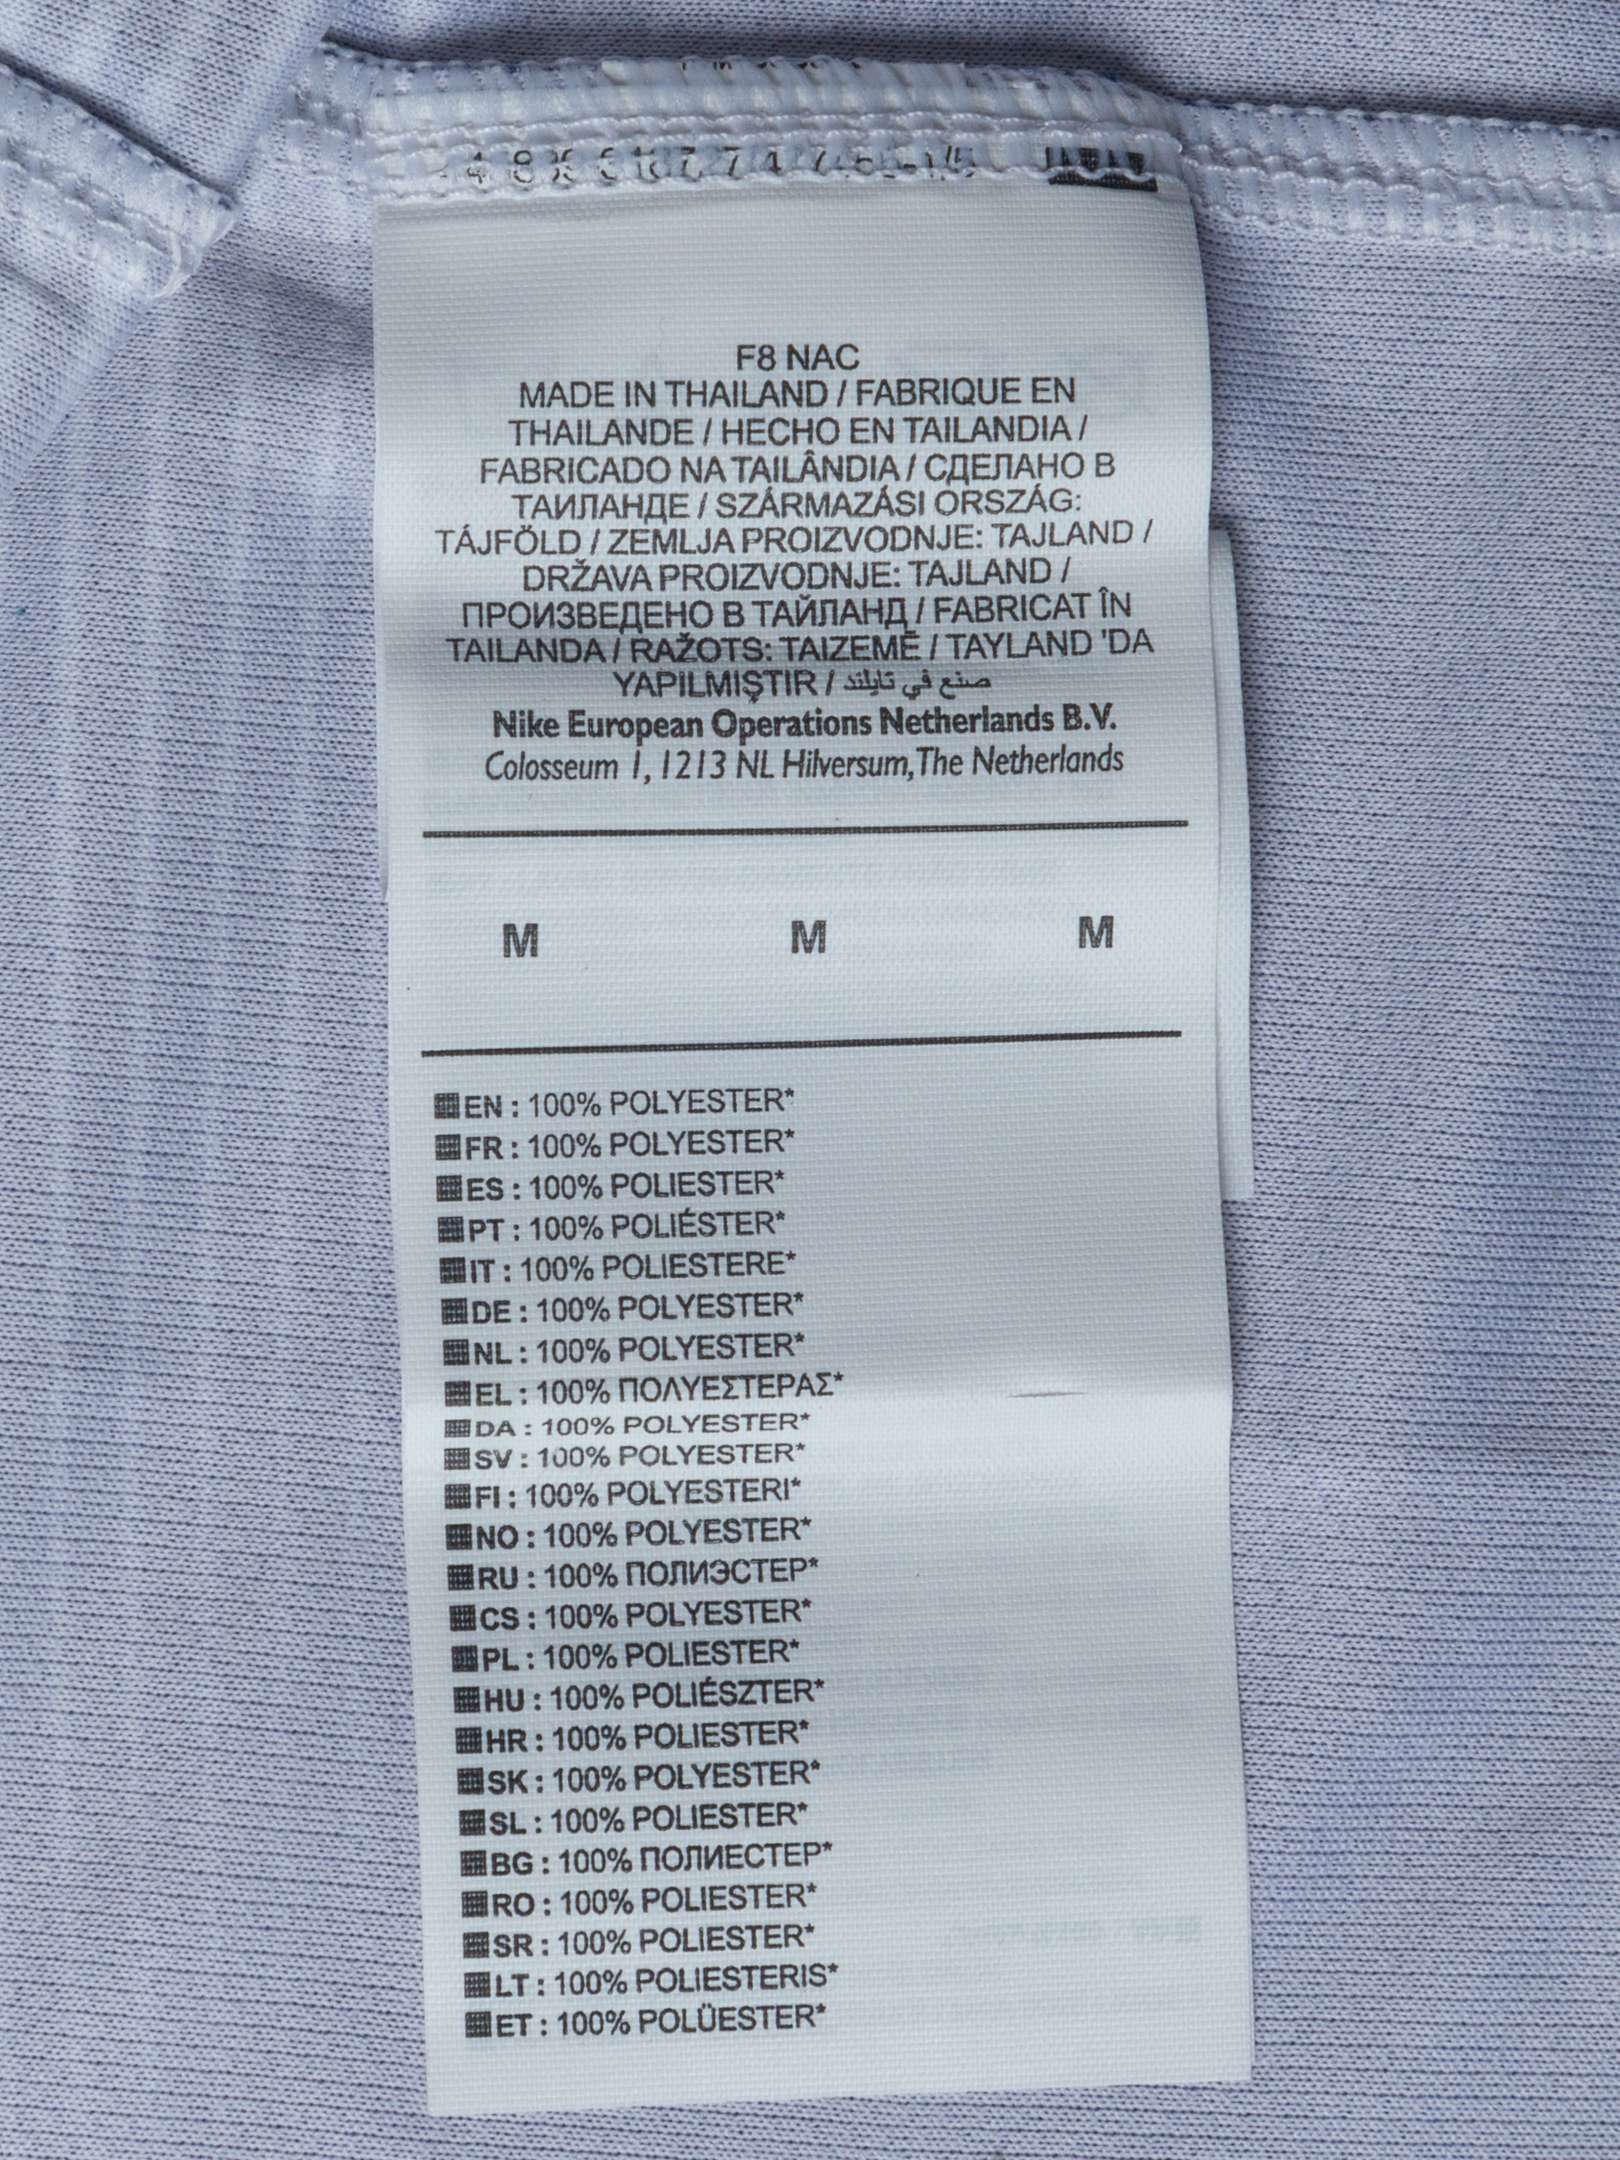 F8 NAC
MADE IN THAILAND / FABRIQUE EN
THAILANDE / HECHO EN TAILANDIA /
FABRICADO NA TAILÂNDIA / СДЕЛАНО В
ТАИЛАНДЕ / SZÁRMAZÁSI ORSZÁG:
TÁJFÖLD / ZEMLJA PROIZVODNJE: TAJLAND /
DRŽAVA PROIZVODNJE: TAJLAND /
ПРОИЗВЕДЕНО В ТАЙЛАНД / FABRICAT ÎN
TAILANDA / RAŽOTS: TAIZEMĒ / TAYLAND 'DA
YAPILMIŞTIR / صنع في تايلند
Nike European Operations Netherlands B.V.
Colosseum 1, 1213 NL Hilversum, The Netherlands
M M M
EN : 100% POLYESTER*
FR : 100% POLYESTER*
ES : 100% POLIESTER*
PT : 100% POLIÉSTER*
IT : 100% POLIESTERE*
DE : 100% POLYESTER*
NL : 100% POLYESTER*
EL : 100% ΠΟΛΥΕΣΤΕΡΑΣ*
DA : 100% POLYESTER*
SV : 100% POLYESTER*
FI : 100% POLYESTERI*
NO : 100% POLYESTER*
RU : 100% ПОЛИЭСТЕР*
CS : 100% POLYESTER*
PL : 100% POLIESTER*
HU : 100% POLIÉSZTER*
HR : 100% POLIESTER*
SK : 100% POLYESTER*
SL : 100% POLIESTER*
BG : 100% ПОЛИЕСТЕР*
RO : 100% POLIESTER*
SR : 100% POLIESTER*
LT : 100% POLIESTERIS*
ET : 100% POLÜESTER*